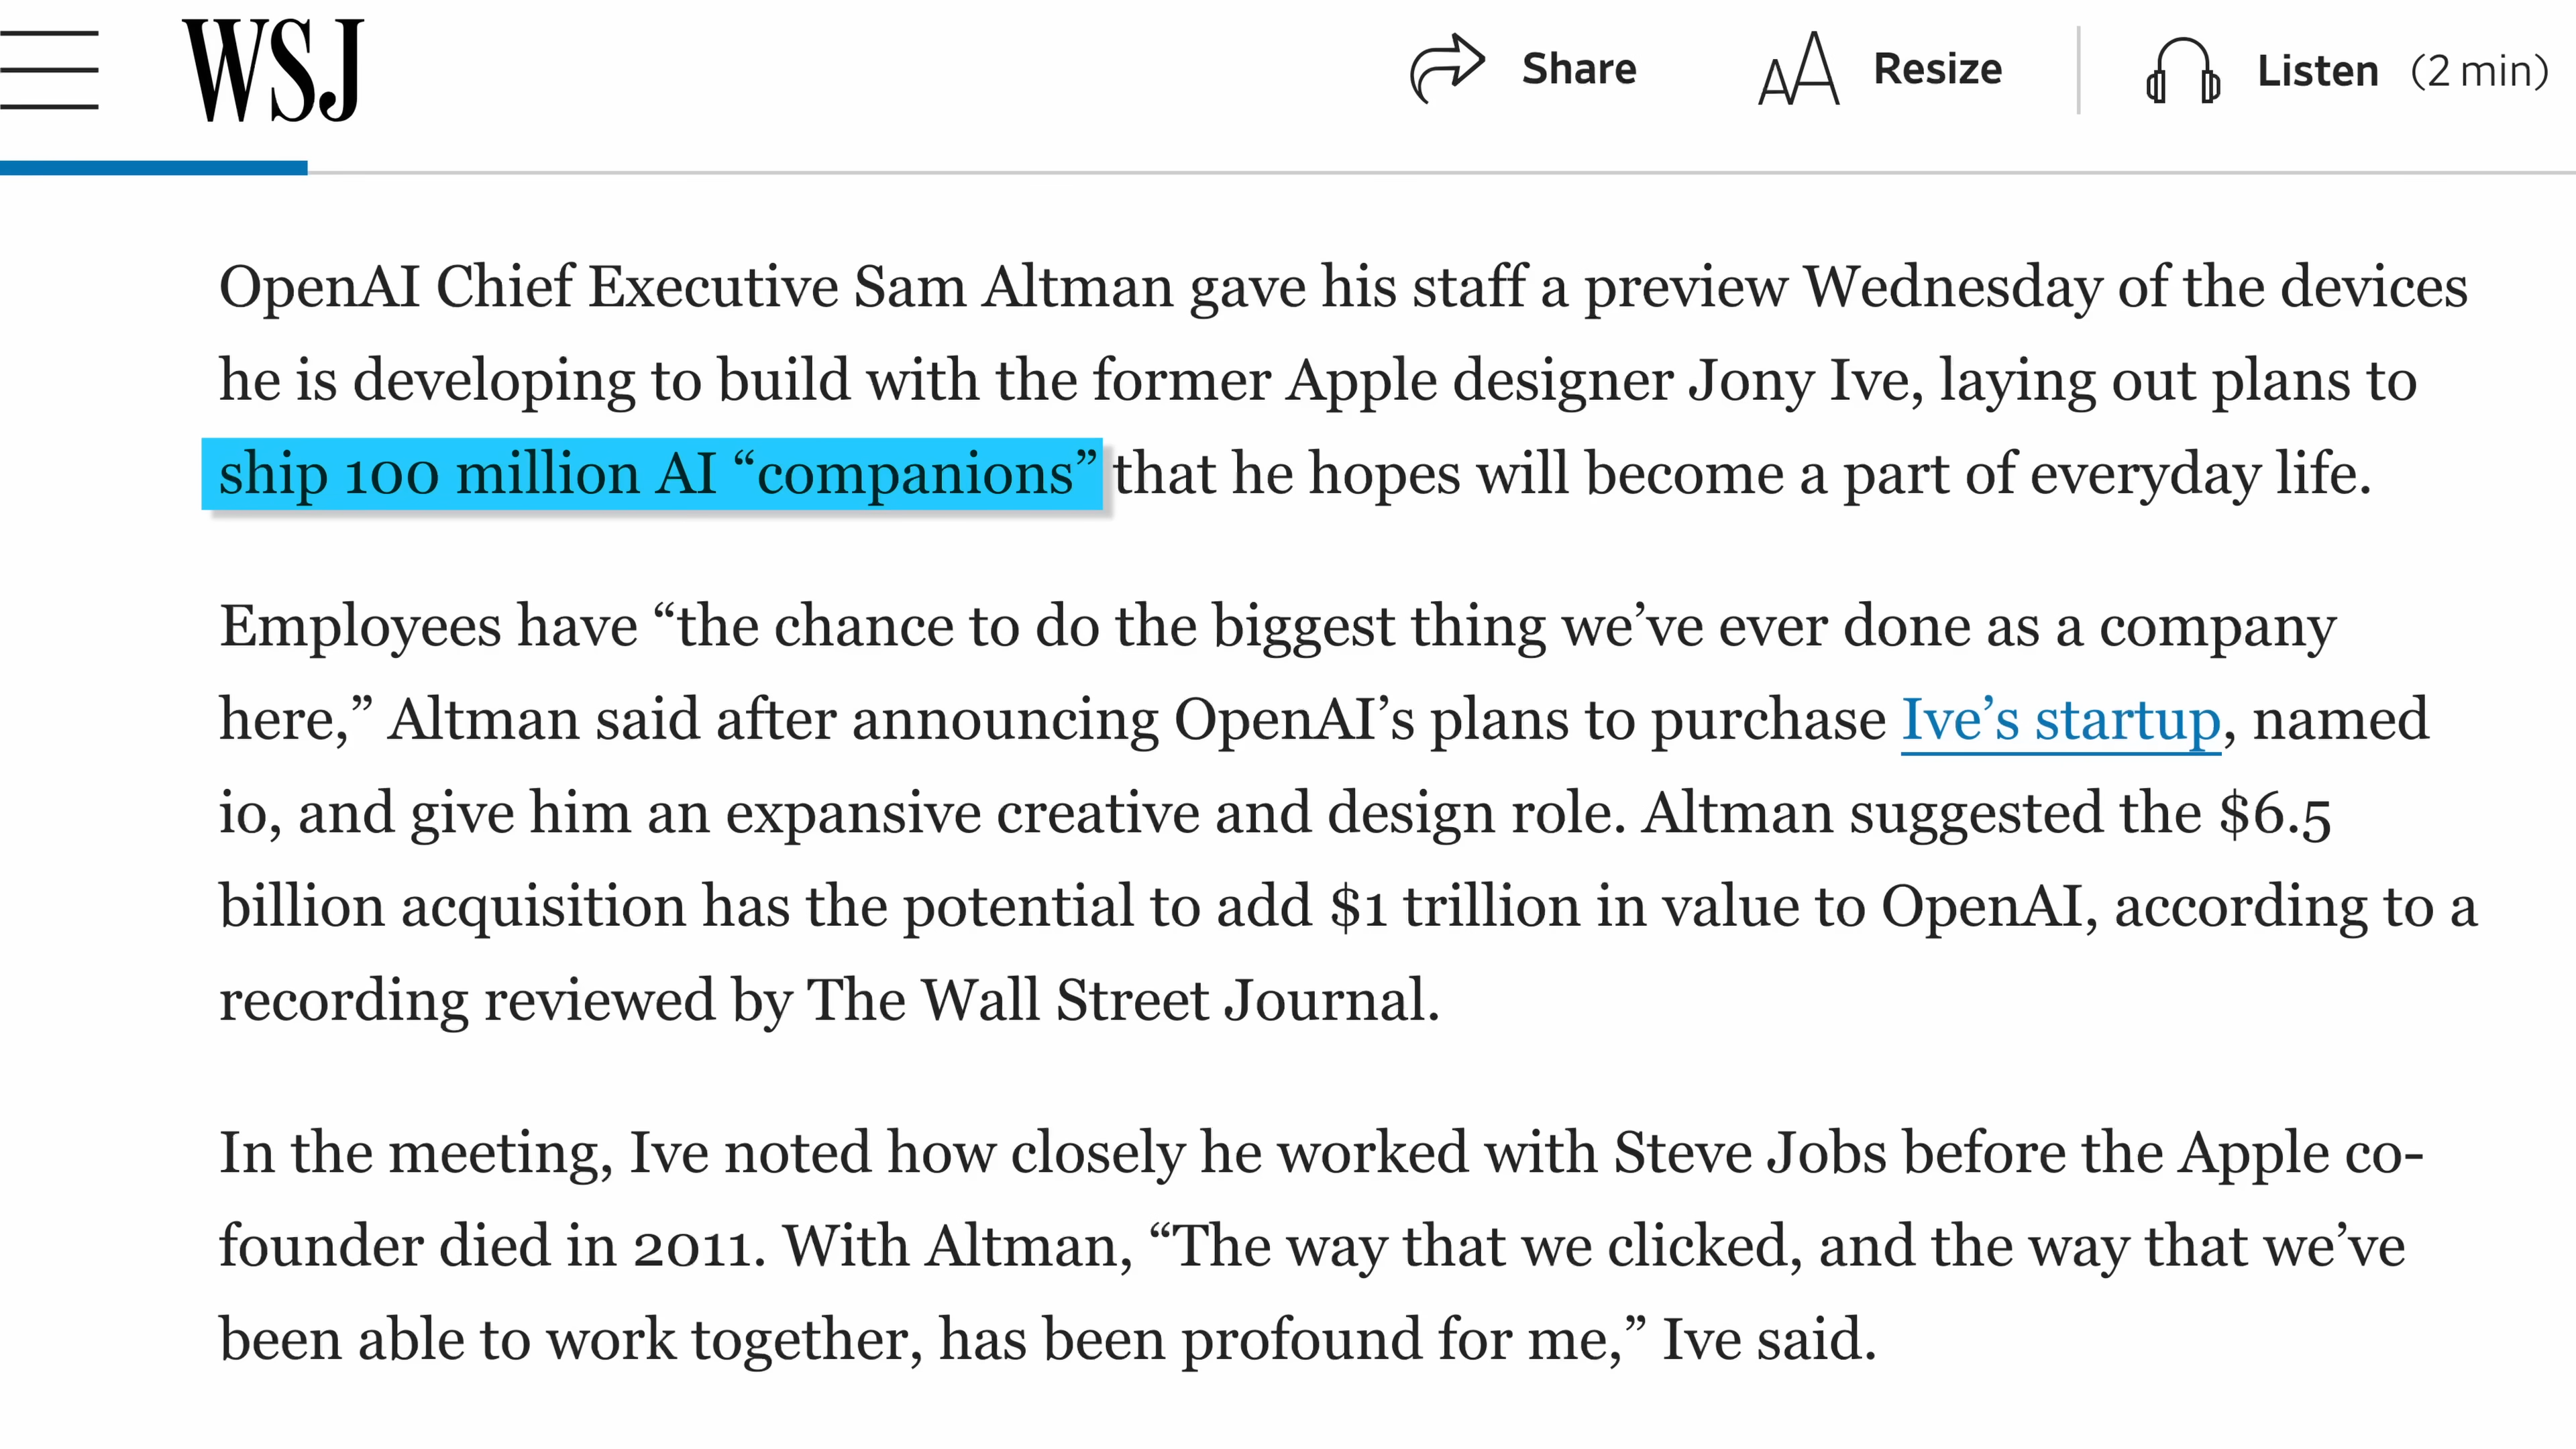 WSJ
Share
Resize
Listen (2 min)
OpenAI Chief Executive Sam Altman gave his staff a preview Wednesday of the devices
he is developing to build with the former Apple designer Jony Ive, laying out plans to
ship 100 million AI “companions” that he hopes will become a part of everyday life.
Employees have “the chance to do the biggest thing we’ve ever done as a company
here,” Altman said after announcing OpenAI’s plans to purchase Ive’s startup, named
io, and give him an expansive creative and design role. Altman suggested the $6.5
billion acquisition has the potential to add $1 trillion in value to OpenAI, according to a
recording reviewed by The Wall Street Journal.
In the meeting, Ive noted how closely he worked with Steve Jobs before the Apple co-
founder died in 2011. With Altman, “The way that we clicked, and the way that we’ve
been able to work together, has been profound for me,” Ive said.